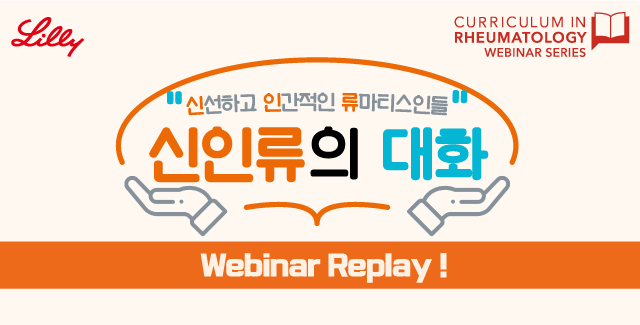 Lilly
CURRICULUM IN
RHEUMATOLOGY
WEBINAR SERIES
"신선하고 인간적인 류마티스인들"
신인류의 대화
Webinar Replay !